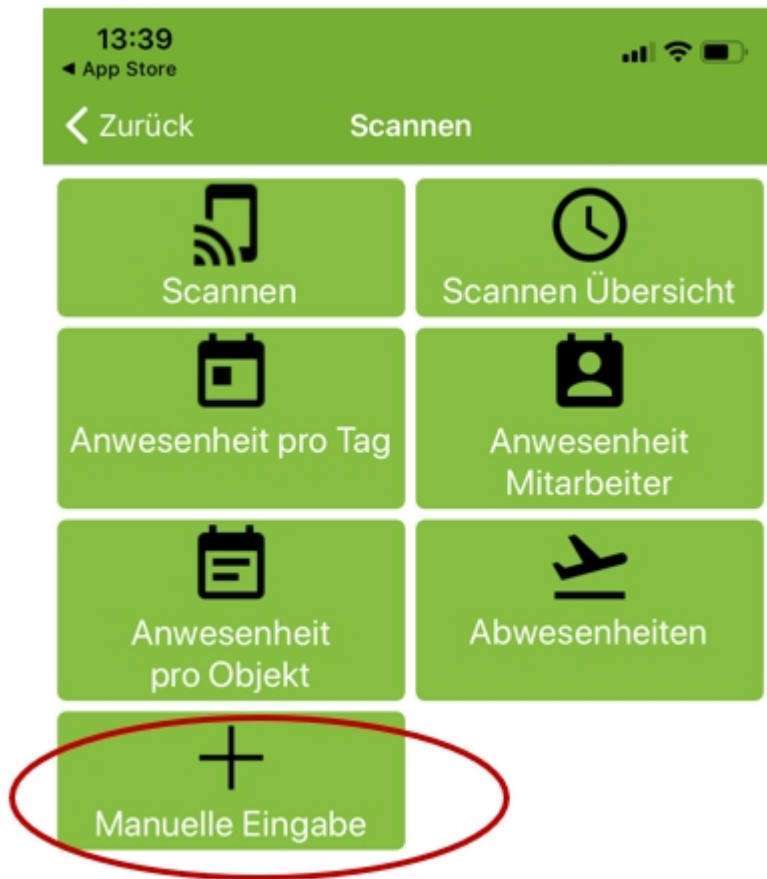 13:39
◀ App Store
Zurück
Scannen
Scannen
Scannen Übersicht
Anwesenheit pro Tag
Anwesenheit
Mitarbeiter
Anwesenheit
pro Objekt
Abwesenheiten
Manuelle Eingabe